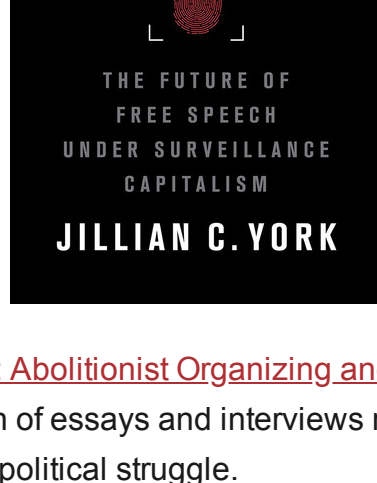 THE FUTURE OF
FREE SPEECH
UNDER SURVEILLANCE
CAPITALISM
JILLIAN C. YORK
: Abolitionist Organizing an
of essays and interviews
political struggle.